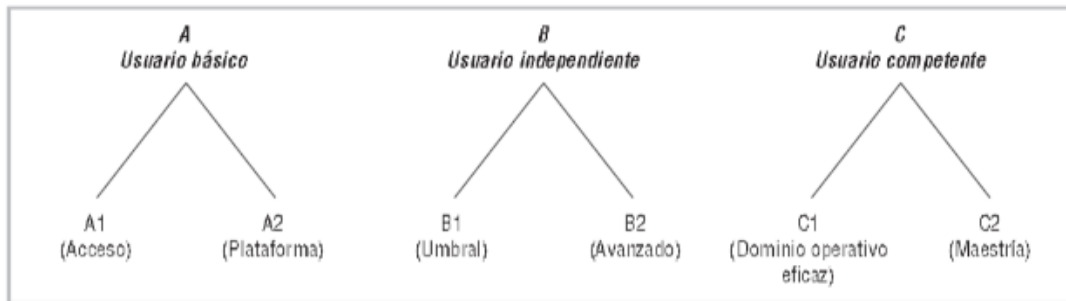 A
Usuario básico
B
Usuario independiente
C
Usuario competente
A1
(Acceso)
A2
(Plataforma)
B1
(Umbral)
B2
(Avanzado)
C1
(Dominio operativo
eficaz)
C2
(Maestría)